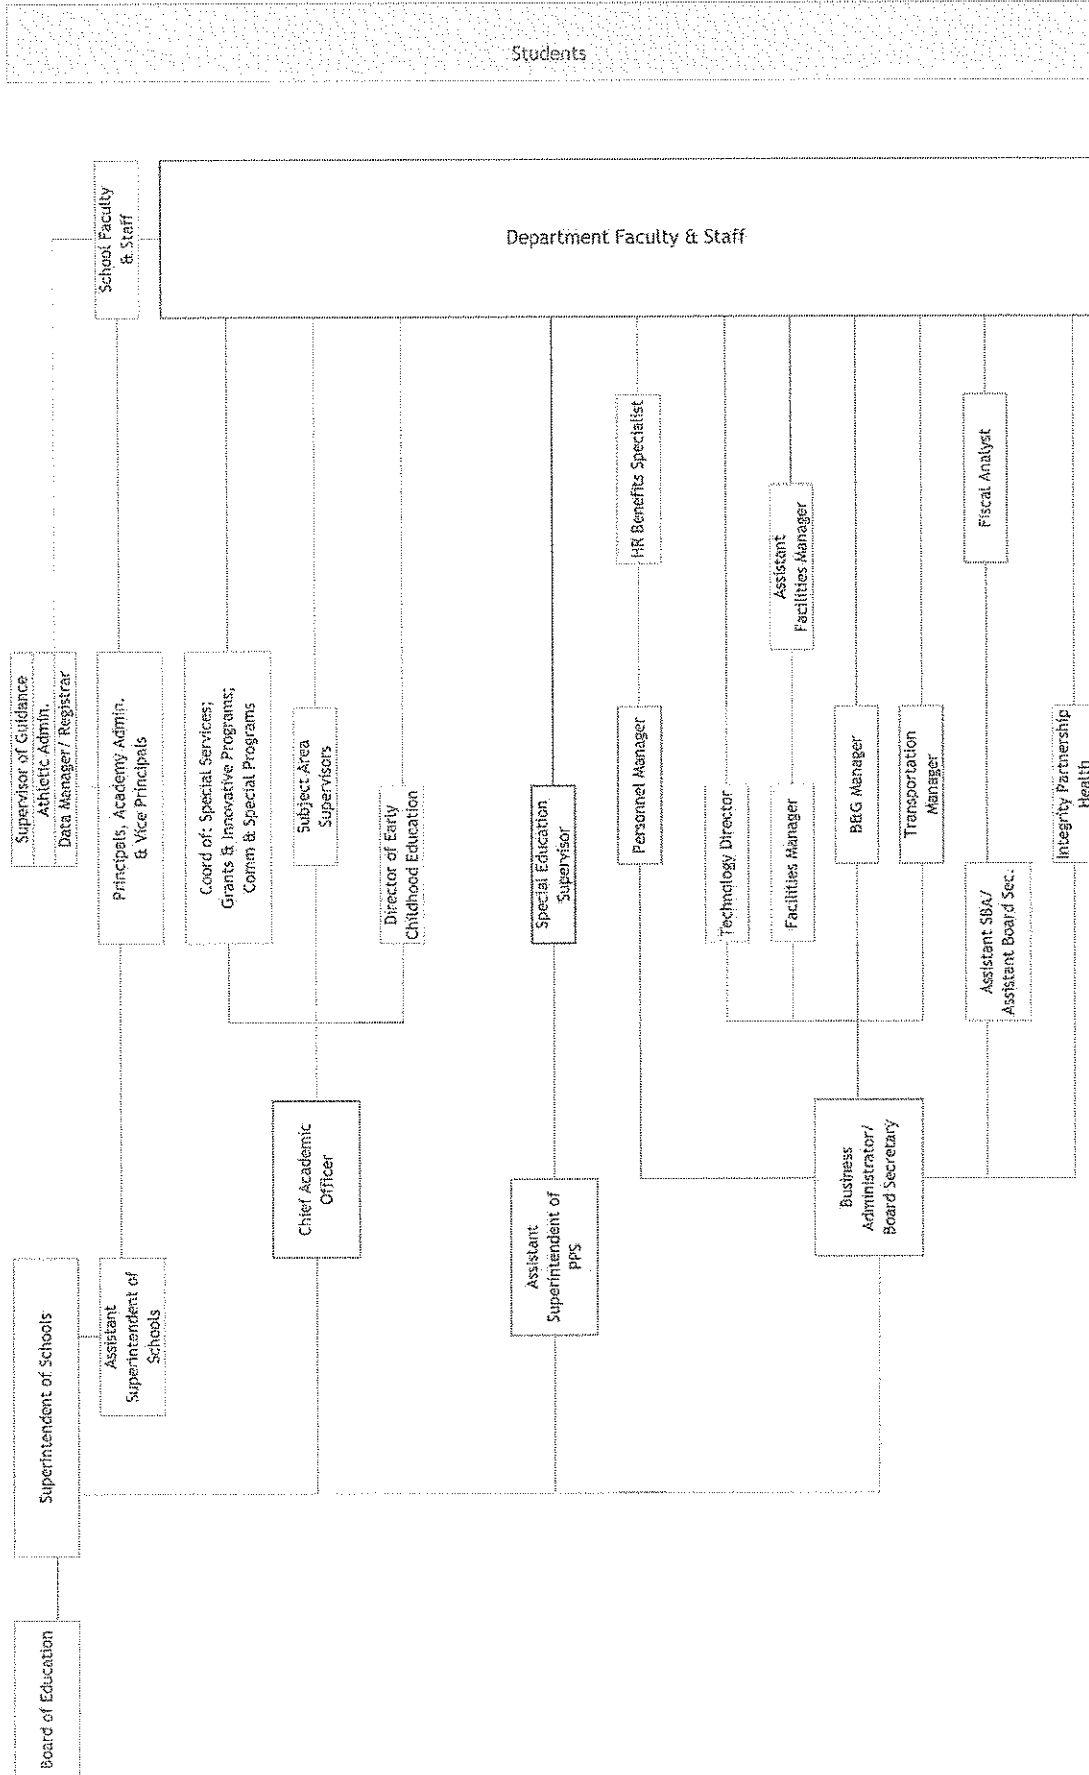 Students
School Faculty
& Staff
Department Faculty & Staff
HR Benefits Specialist
Assistant
Facilities Manager
Fiscal Analyst
Supervisor of Guidance
Athletic Admin.
Data Manager/ Registrar
Principals, Academy Admin.
& Vice Principals
Coord of: Special Services;
Grants & Innovative Programs;
Comm & Special Programs
Subject Area
Supervisors
Director of Early
Childhood Education
Special Education
Supervisor
Personnel Manager
Technology Director
Facilities Manager
B&G Manager
Transportation
Manager
Assistant SBA/
Assistant Board Sec.
Integrity Partnership
Health
Chief Academic
Officer
Assistant
Superintendent of
PPS
Business
Administrator/
Board Secretary
Superintendent of Schools
Assistant
Superintendent of
Schools
Board of Education